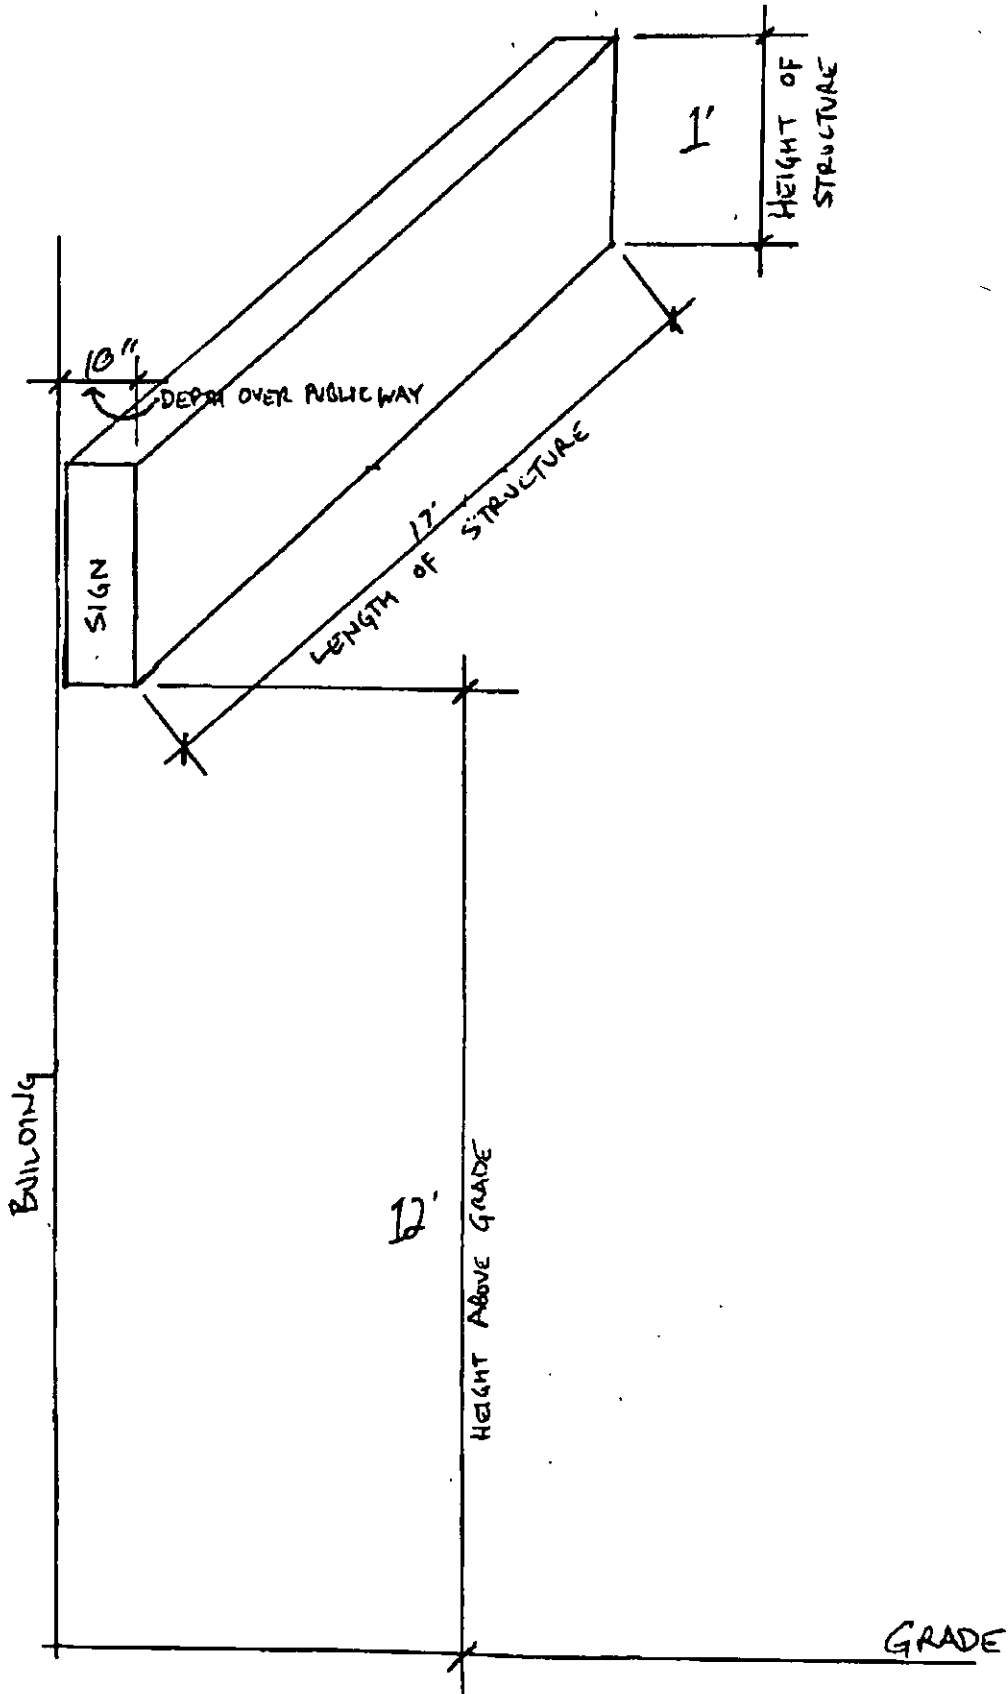 1'
HEIGHT OF
STRUCTURE
10"
DEPTH OVER PUBLIC WAY
SIGN
17'
LENGTH OF STRUCTURE
BUILDING
12'
HEIGHT ABOVE GRADE
GRADE